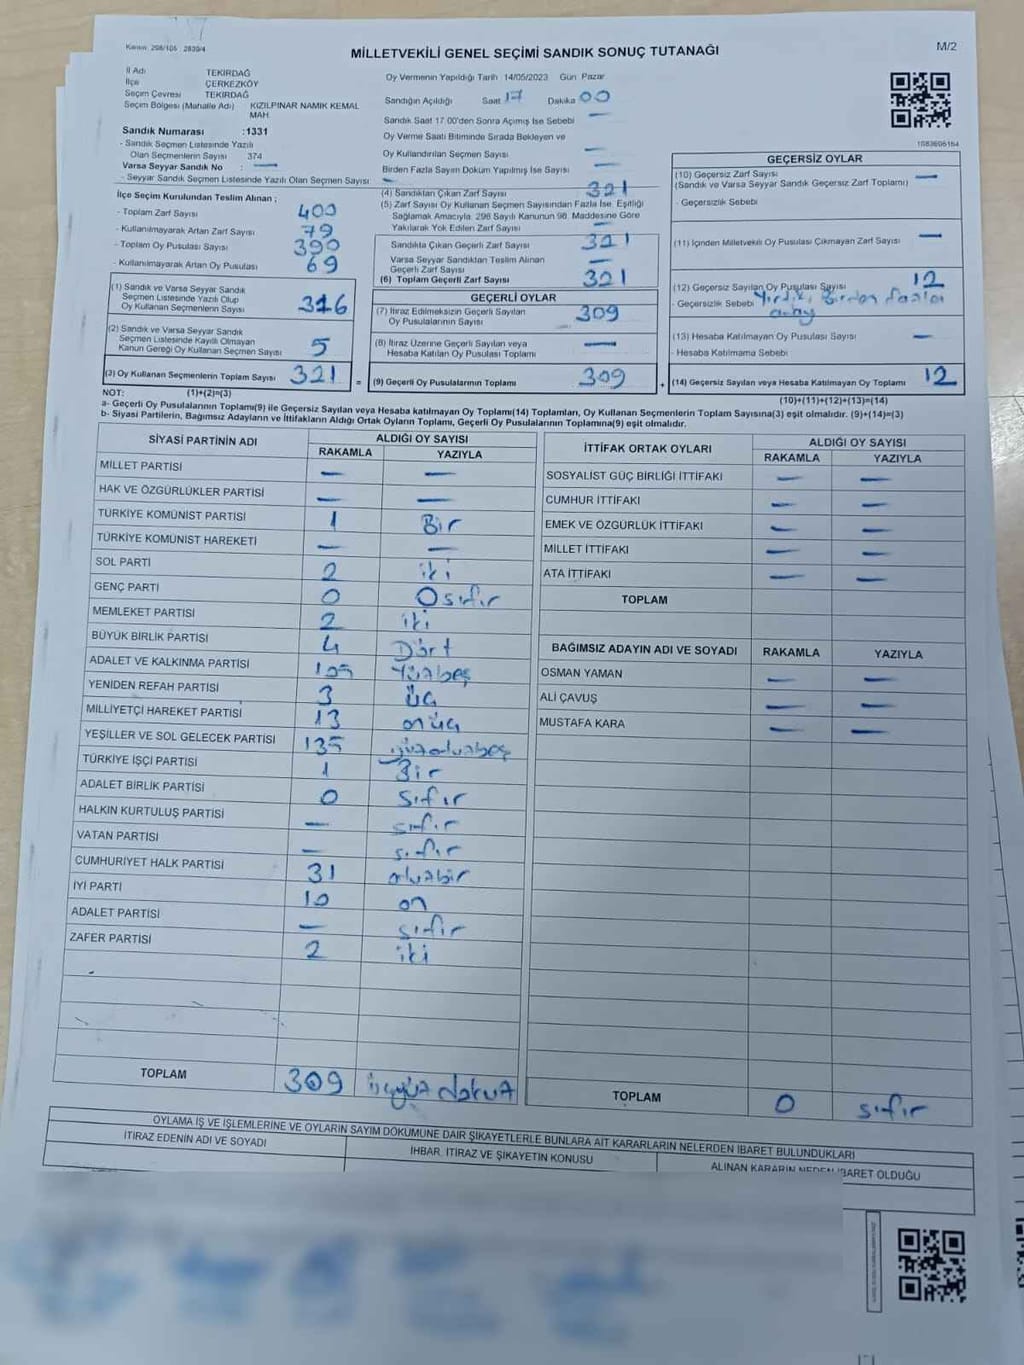 Kanun 298/105 2839/4
MİLLETVEKİLİ GENEL SEÇİMİ SANDIK SONUÇ TUTANAĞI
M/2
İl Adı TEKİRDAĞ
İlçe ÇERKEZKÖY
Seçim Çevresi TEKİRDAĞ
Seçim Bölgesi (Mahalle Adı) KIZILPINAR NAMIK KEMAL
MAH.
Sandık Numarası :1331
- Sandık Seçmen Listesinde Yazılı
Olan Seçmenlerin Sayısı 374
Varsa Seyyar Sandık No : —
- Seyyar Sandık Seçmen Listesinde Yazılı Olan Seçmen Sayısı —
İlçe Seçim Kurulundan Teslim Alınan ;
- Toplam Zarf Sayısı 400
- Kullanılmayarak Artan Zarf Sayısı 79
- Toplam Oy Pusulası Sayısı 390
- Kullanılmayarak Artan Oy Pusulası 69
(1) Sandık ve Varsa Seyyar Sandık
Seçmen Listesinde Yazılı Olup
Oy Kullanan Seçmenlerin Sayısı 316
(2) Sandık ve Varsa Seyyar Sandık
Seçmen Listesinde Kayıtlı Olmayan
Kanun Gereği Oy Kullanan Seçmen Sayısı 5
(3) Oy Kullanan Seçmenlerin Toplam Sayısı 321 =
(1)+(2)=(3)
Oy Vermenin Yapıldığı Tarih 14/05/2023 Gün Pazar
Sandığın Açıldığı Saat 17 Dakika 00
Sandık Saat 17.00'den Sonra Açımış İse Sebebi —
Oy Verme Saati Bitiminde Sırada Bekleyen ve
Oy Kullandırılan Seçmen Sayısı —
Birden Fazla Sayım Döküm Yapılmış İse Sayısı —
(4) Sandıktan Çıkan Zarf Sayısı 321
(5) Zarf Sayısı Oy Kullanan Seçmen Sayısından Fazla İse, Eşitliği
Sağlamak Amacıyla, 298 Sayılı Kanunun 98. Maddesine Göre
Yakılarak Yok Edilen Zarf Sayısı —
Sandıkta Çıkan Geçerli Zarf Sayısı 321
Varsa Seyyar Sandıktan Teslim Alınan
Geçerli Zarf Sayısı —
(6) Toplam Geçerli Zarf Sayısı 321
GEÇERLİ OYLAR
(7) İtiraz Edilmeksizin Geçerli Sayılan
Oy Pusulalarının Sayısı 309
(8) İtiraz Üzerine Geçerli Sayılan veya
Hesaba Katılan Oy Pusulası Toplamı —
(9) Geçerli Oy Pusulalarının Toplamı 309 +
1083606164
GEÇERSİZ OYLAR
(10) Geçersiz Zarf Sayısı —
(Sandık ve Varsa Seyyar Sandık Geçersiz Zarf Toplamı)
- Geçersizlik Sebebi
(11) İçinden Milletvekili Oy Pusulası Çıkmayan Zarf Sayısı —
(12) Geçersiz Sayılan Oy Pusulası Sayısı 12
- Geçersizlik Sebebi Yırtık, Birden fazla
(13) Hesaba Katılmayan Oy Pusulası Sayısı —
- Hesaba Katılmama Sebebi
(14) Geçersiz Sayılan veya Hesaba Katılmayan Oy Toplamı 12
(10)+(11)+(12)+(13)=(14)
NOT:
a- Geçerli Oy Pusulalarının Toplamı(9) ile Geçersiz Sayılan veya Hesaba katılmayan Oy Toplamı(14) Toplamları, Oy Kullanan Seçmenlerin Toplam Sayısına(3) eşit olmalıdır. (9)+(14)=(3)
b- Siyasi Partilerin, Bağımsız Adayların ve İttifakların Aldığı Ortak Oyların Toplamı, Geçerli Oy Pusulalarının Toplamına(9) eşit olmalıdır.
SİYASİ PARTİNİN ADI ALDIĞI OY SAYISI
RAKAMLA YAZIYLA
MİLLET PARTİSİ — —
HAK VE ÖZGÜRLÜKLER PARTİSİ — —
TÜRKİYE KOMÜNİST PARTİSİ 1 Bir
TÜRKİYE KOMÜNİST HAREKETİ — —
SOL PARTİ 2 iki
GENÇ PARTİ 0 0 sıfır
MEMLEKET PARTİSİ 2 iki
BÜYÜK BİRLİK PARTİSİ 4 Dört
ADALET VE KALKINMA PARTİSİ 105 Yüzbeş
YENİDEN REFAH PARTİSİ 3 üç
MİLLİYETÇİ HAREKET PARTİSİ 13 onüç
YEŞİLLER VE SOL GELECEK PARTİSİ 135 yüzotuzbeş
TÜRKİYE İŞÇİ PARTİSİ 1 Bir
ADALET BİRLİK PARTİSİ 0 sıfır
HALKIN KURTULUŞ PARTİSİ — sıfır
VATAN PARTİSİ — sıfır
CUMHURİYET HALK PARTİSİ 31 otuzbir
İYİ PARTİ 10 on
ADALET PARTİSİ — sıfır
ZAFER PARTİSİ 2 iki
TOPLAM 309 üçyüz dokuz
İTTİFAK ORTAK OYLARI ALDIĞI OY SAYISI
RAKAMLA YAZIYLA
SOSYALİST GÜÇ BİRLİĞİ İTTİFAKI — —
CUMHUR İTTİFAKI — —
EMEK VE ÖZGÜRLÜK İTTİFAKI — —
MİLLET İTTİFAKI — —
ATA İTTİFAKI — —
TOPLAM
BAĞIMSIZ ADAYIN ADI VE SOYADI RAKAMLA YAZIYLA
OSMAN YAMAN — —
ALİ ÇAVUŞ — —
MUSTAFA KARA — —
TOPLAM 0 sıfır
OYLAMA İŞ VE İŞLEMLERİNE VE OYLARIN SAYIM DÖKÜMÜNE DAİR ŞİKAYETLERLE BUNLARA AİT KARARLARIN NELERDEN İBARET BULUNDUKLARI
İTİRAZ EDENİN ADI VE SOYADI İHBAR, İTİRAZ VE ŞİKAYETİN KONUSU ALINAN KARARIN NEDEN İBARET OLDUĞU